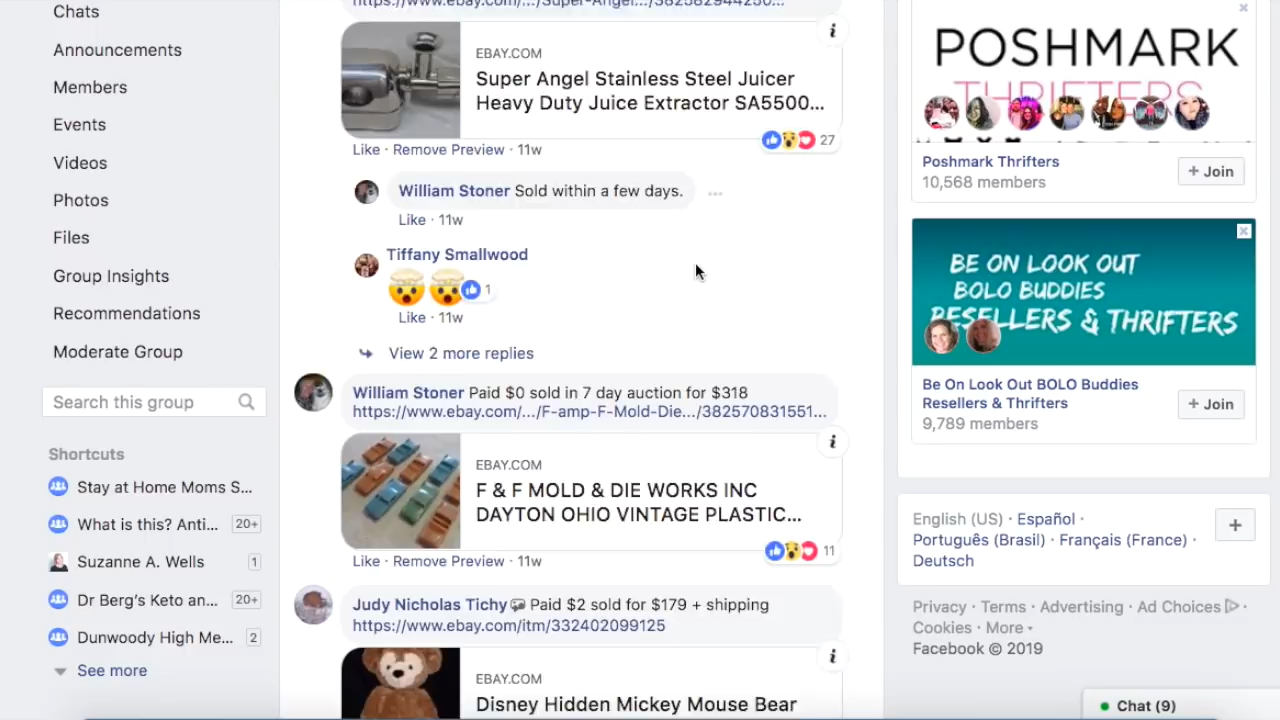 Chats
Announcements
Members
Events
Videos
Photos
Files
Group Insights
Recommendations
Moderate Group
Search this group
Shortcuts
Stay at Home Moms S...
What is this? Anti... 20+
Suzanne A. Wells 1
Dr Berg's Keto an... 20+
Dunwoody High Me... 2
See more
https://www.ebay.com/.../Super-Angel.../382582944250...
EBAY.COM
Super Angel Stainless Steel Juicer
Heavy Duty Juice Extractor SA5500...
27
Like · Remove Preview · 11w
William Stoner Sold within a few days.
Like · 11w
Tiffany Smallwood
1
Like · 11w
View 2 more replies
William Stoner Paid $0 sold in 7 day auction for $318
https://www.ebay.com/.../F-amp-F-Mold-Die.../382570831551...
EBAY.COM
F & F MOLD & DIE WORKS INC
DAYTON OHIO VINTAGE PLASTIC...
11
Like · Remove Preview · 11w
Judy Nicholas Tichy Paid $2 sold for $179 + shipping
https://www.ebay.com/itm/332402099125
EBAY.COM
Disney Hidden Mickey Mouse Bear
POSHMARK
THRIFTERS
Poshmark Thrifters
10,568 members
+ Join
BE ON LOOK OUT
BOLO BUDDIES
RESELLERS & THRIFTERS
Be On Look Out BOLO Buddies
Resellers & Thrifters
9,789 members
+ Join
English (US) · Español ·
Português (Brasil) · Français (France) ·
Deutsch
+
Privacy · Terms · Advertising · Ad Choices ·
Cookies · More
Facebook © 2019
Chat (9)